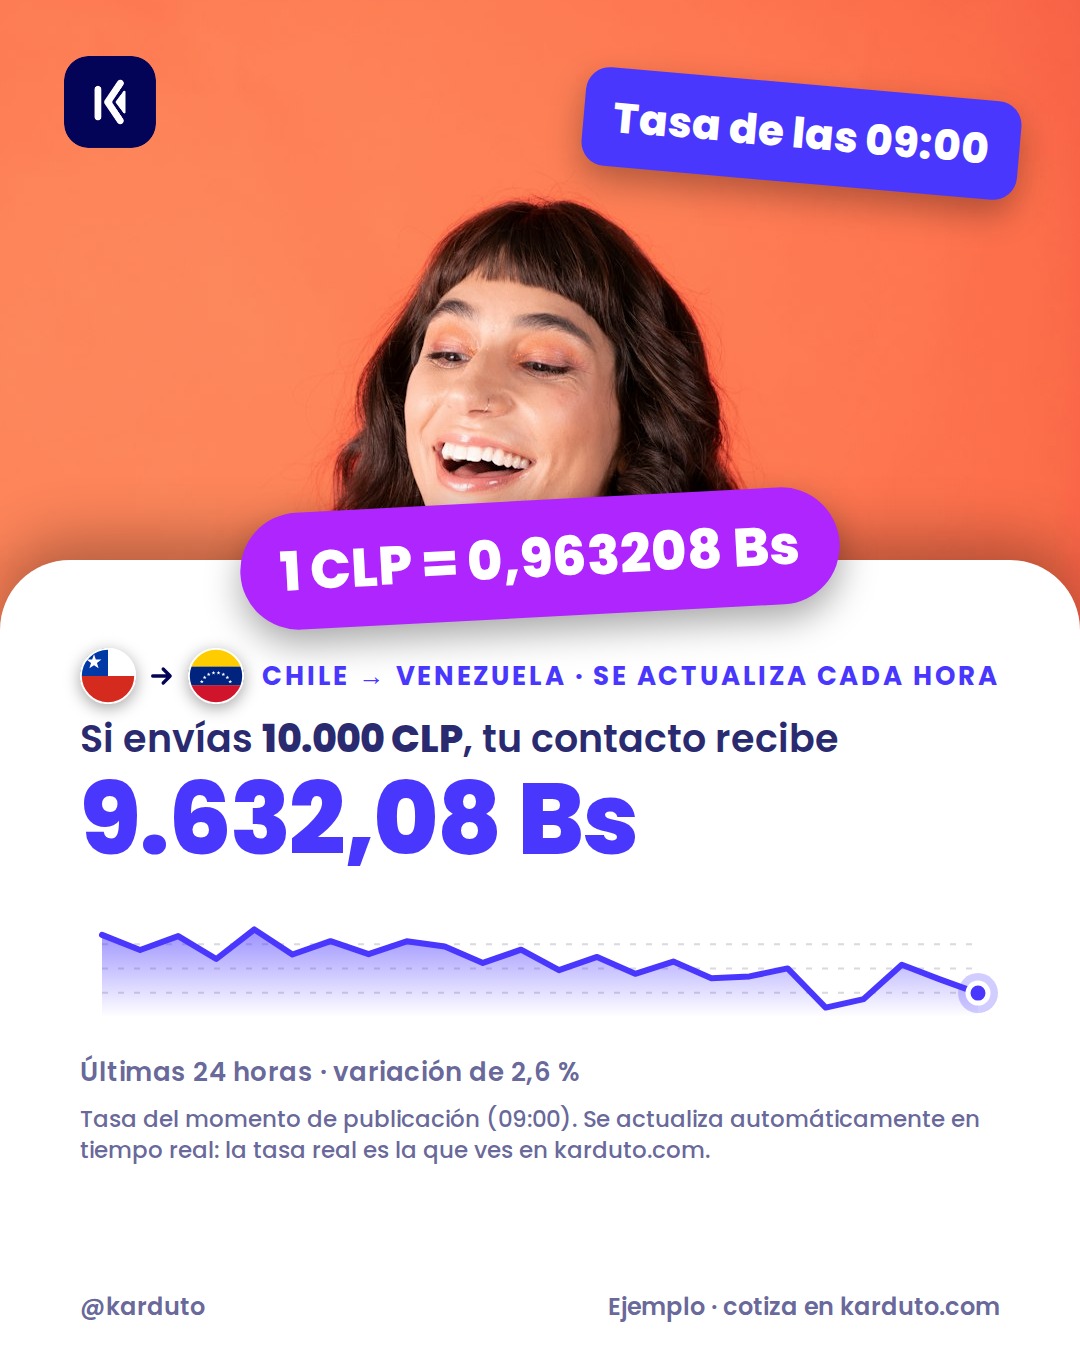 Tasa de las 09:00
1 CLP = 0,963208 Bs
CHILE → VENEZUELA · SE ACTUALIZA CADA HORA
Si envías 10.000 CLP, tu contacto recibe
9.632,08 Bs
Últimas 24 horas · variación de 2,6 %
Tasa del momento de publicación (09:00). Se actualiza automáticamente en
tiempo real: la tasa real es la que ves en karduto.com.
@karduto
Ejemplo · cotiza en karduto.com